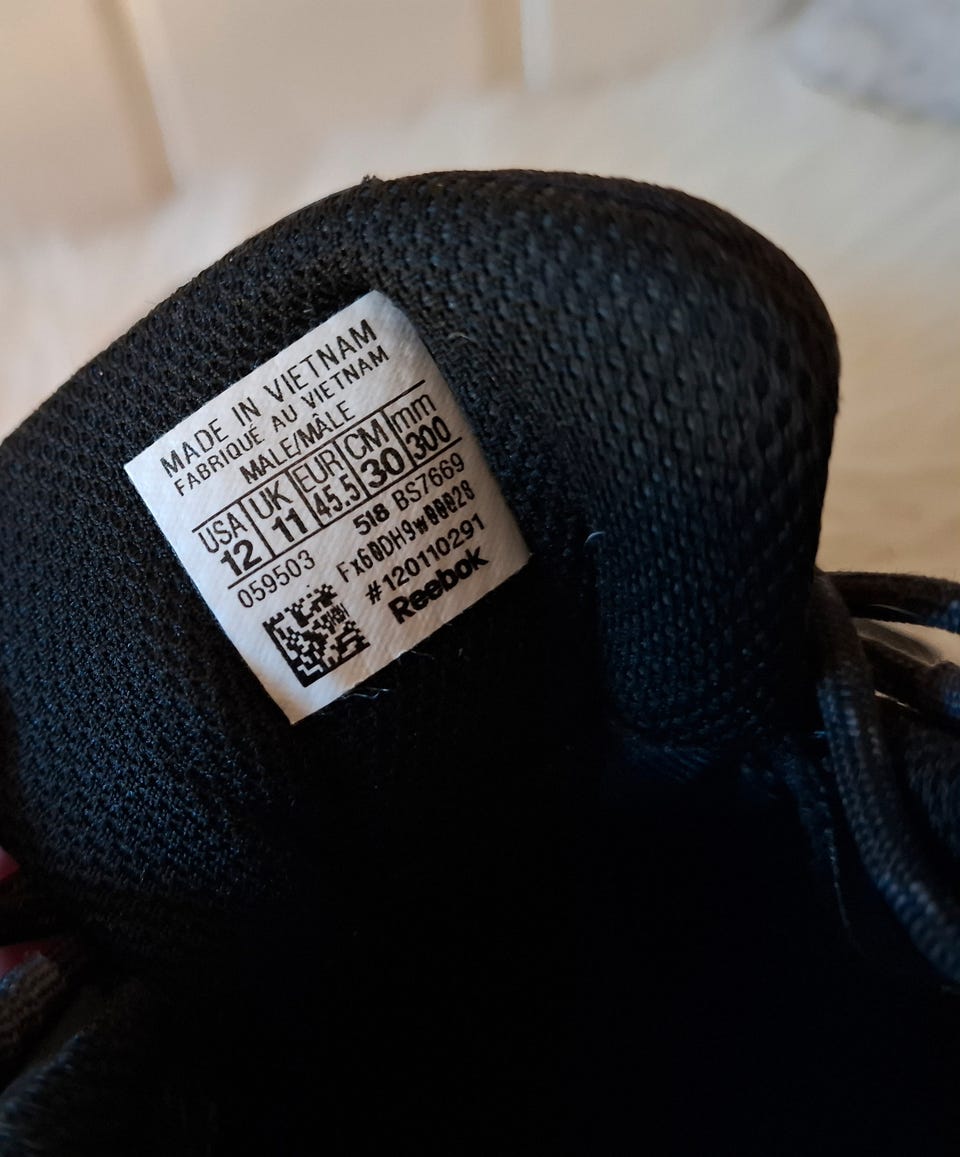 MADE IN VIETNAM
FABRIQUÉ AU VIETNAM
MALE/MÂLE
USA UK EUR CM mm
12 11 45.5 30 300
059503 518 BS7669
Fx60DH9w00028
#120110291
Reebok